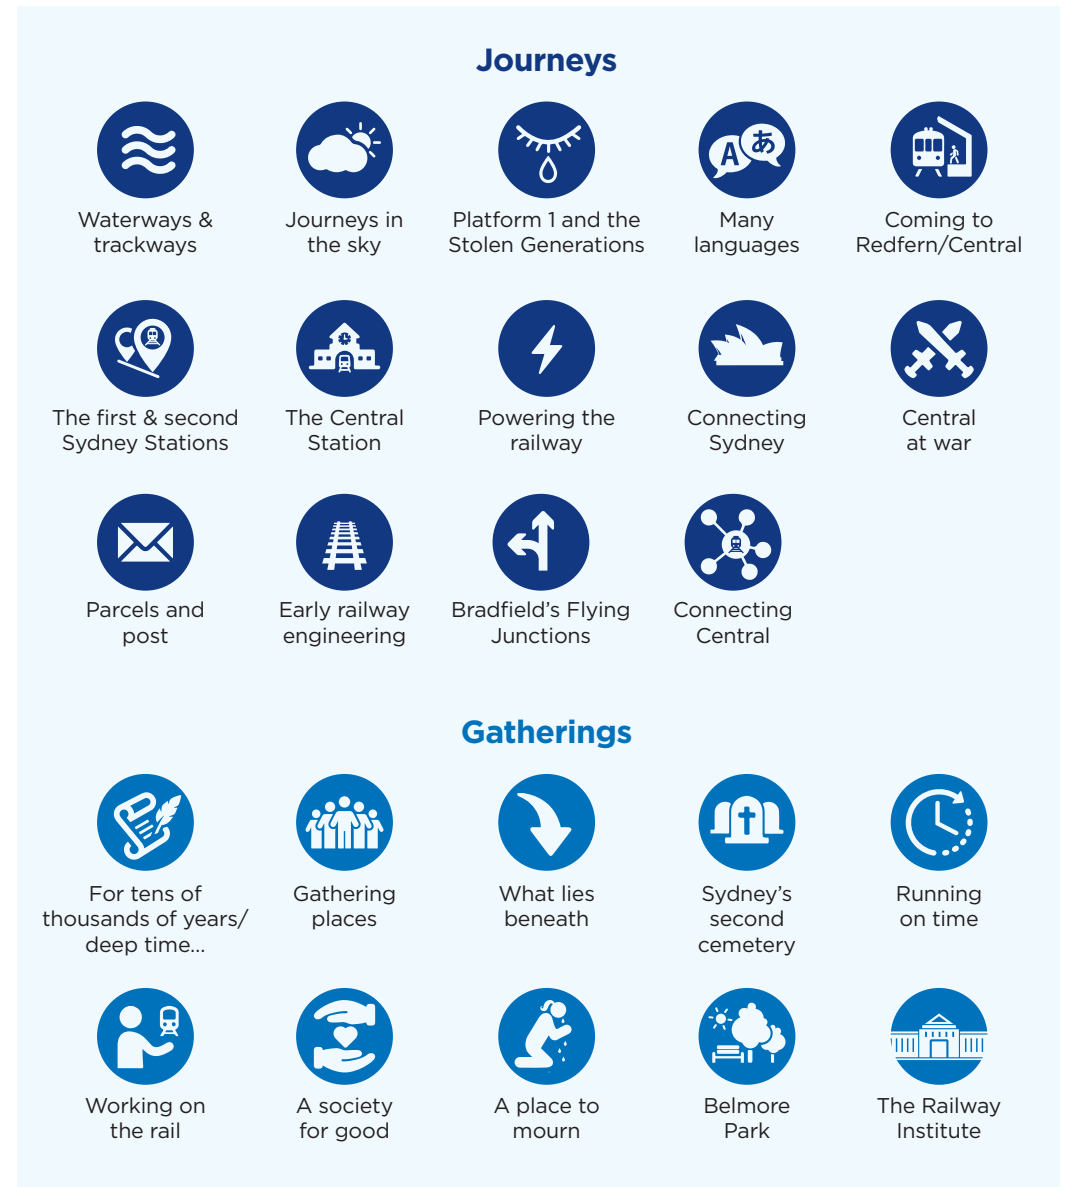 Journeys
A あ
Waterways &
trackways
Journeys in
the sky
Platform 1 and the
Stolen Generations
Many
languages
Coming to
Redfern/Central
The first & second
Sydney Stations
The Central
Station
Powering the
railway
Connecting
Sydney
Central
at war
Parcels and
post
Early railway
engineering
Bradfield’s Flying
Junctions
Connecting
Central
Gatherings
For tens of
thousands of years/
deep time...
Gathering
places
What lies
beneath
Sydney’s
second
cemetery
Running
on time
Working on
the rail
A society
for good
A place to
mourn
Belmore
Park
The Railway
Institute